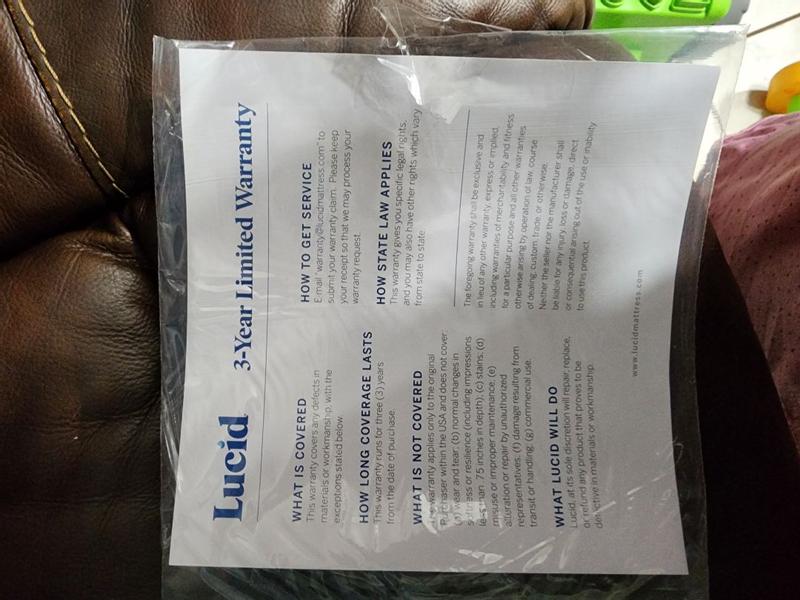 Lucid 3-Year Limited Warranty
WHAT IS COVERED
This warranty covers any defects in
materials or workmanship, with the
exceptions stated below.
HOW LONG COVERAGE LASTS
This warranty runs for three (3) years
from the date of purchase.
WHAT IS NOT COVERED
This warranty applies only to the original
Purchaser within the USA and does not cover:
(a) wear and tear; (b) normal changes in
softness or resilience (including impressions
less than .75 inches in depth); (c) stains; (d)
misuse or improper maintenance; (e)
alteration or repair by unauthorized
representatives; (f) damage resulting from
transit or handling; (g) commercial use.
WHAT LUCID WILL DO
Lucid, at its sole discretion will repair, replace,
or refund any product that proves to be
defective in materials or workmanship.
HOW TO GET SERVICE
E-mail "warranty@lucidmattress.com" to
submit your warranty claim. Please keep
your receipt so that we may process your
warranty request.
HOW STATE LAW APPLIES
This warranty gives you specific legal rights,
and you may also have other rights which vary
from state to state.
The foregoing warranty shall be exclusive and
in lieu of any other warranty, express or implied,
including warranties of merchantability and fitness
for a particular purpose and all other warranties
otherwise arising by operation of law, course
of dealing, custom, trade, or otherwise.
Neither the seller nor the manufacturer shall
be liable for any injury, loss or damage, direct
or consequential arising out of the use or inability
to use this product.
www.lucidmattress.com